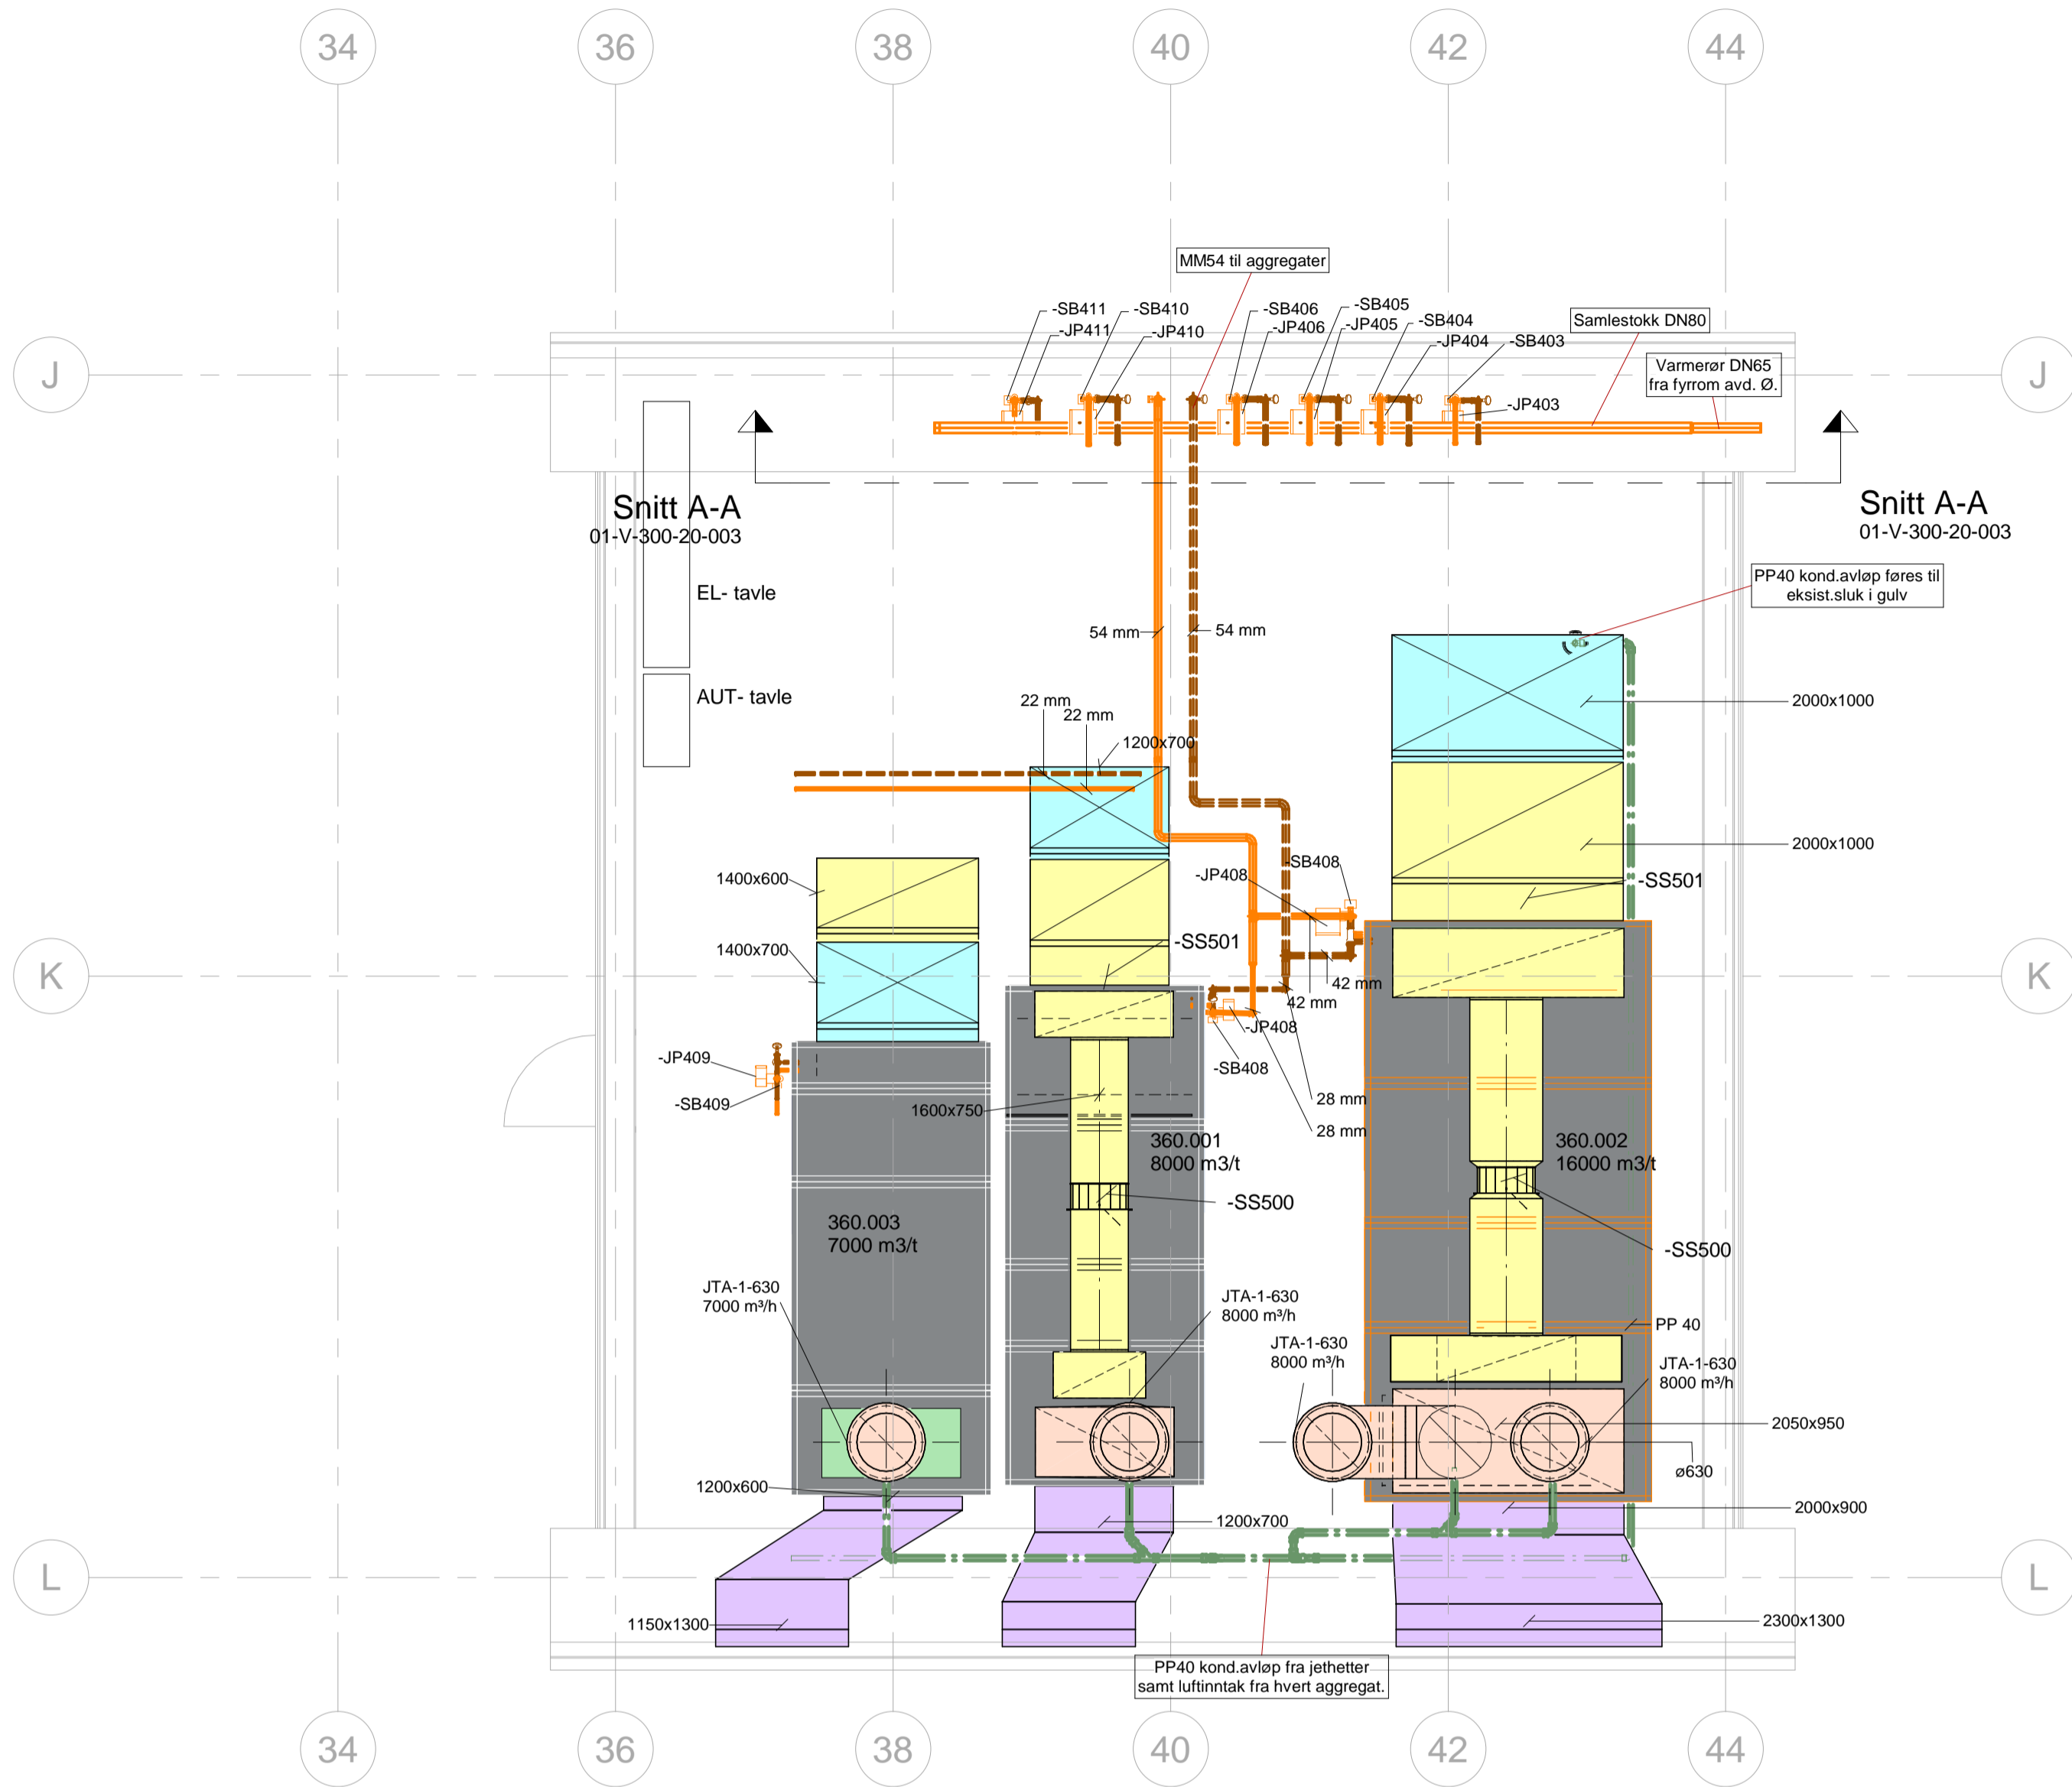 34
36
38
40
42
44
MM54 til aggregater
-SB411
-JP411
-SB410
-JP410
-SB406
-JP406
-SB405
-JP405
-SB404
-JP404
-SB403
-JP403
Samlestokk DN80
Varmerør DN65
fra fyrrom avd. Ø.
J
J
Snitt A-A
01-V-300-20-003
Snitt A-A
01-V-300-20-003
EL- tavle
PP40 kond.avløp føres til
eksist.sluk i gulv
54 mm
54 mm
AUT- tavle
22 mm
22 mm
1200x700
2000x1000
2000x1000
1400x600
-JP408
-SB408
-SS501
1400x700
-SS501
K
K
42 mm
42 mm
-JP408
-SB408
-JP409
-SB409
1600x750
28 mm
28 mm
360.001
8000 m3/t
360.002
16000 m3/t
-SS500
360.003
7000 m3/t
-SS500
JTA-1-630
7000 m³/h
JTA-1-630
8000 m³/h
JTA-1-630
8000 m³/h
PP 40
JTA-1-630
8000 m³/h
2050x950
ø630
1200x600
1200x700
2000x900
L
L
1150x1300
2300x1300
PP40 kond.avløp fra jethetter
samt luftinntak fra hvert aggregat.
34
36
38
40
42
44